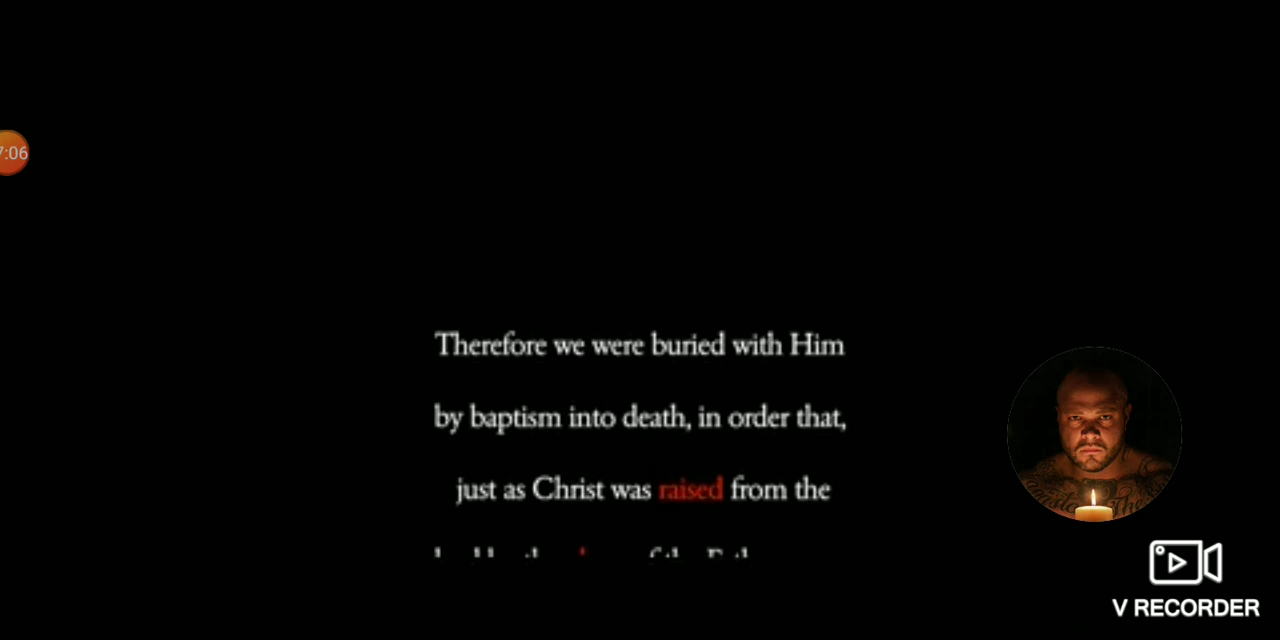 7:06
Therefore we were buried with Him
by baptism into death, in order that,
just as Christ was raised from the
V RECORDER